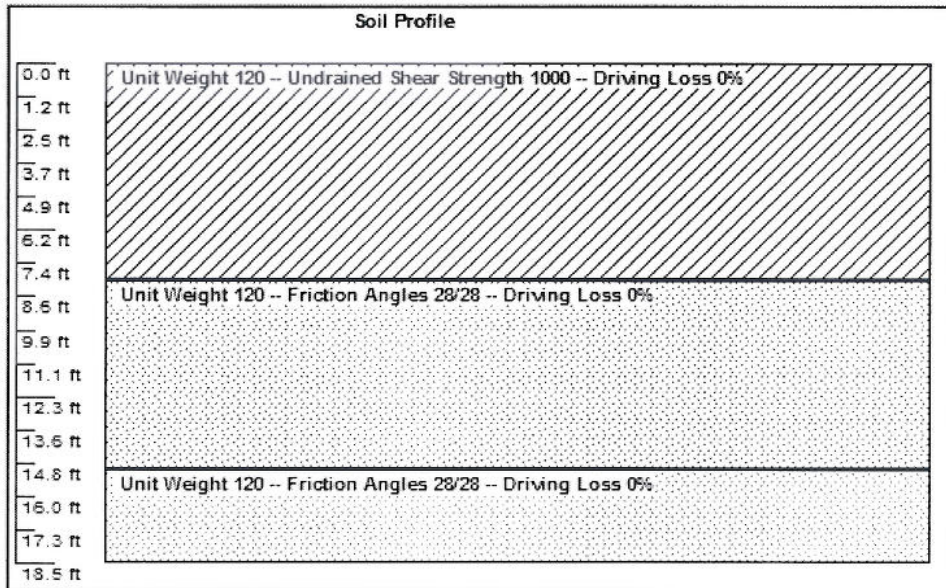 Soil Profile
0.0 ft
Unit Weight 120 -- Undrained Shear Strength 1000 -- Driving Loss 0%
1.2 ft
2.5 ft
3.7 ft
4.9 ft
6.2 ft
7.4 ft
Unit Weight 120 -- Friction Angles 28/28 -- Driving Loss 0%
8.6 ft
9.9 ft
11.1 ft
12.3 ft
13.6 ft
14.8 ft
Unit Weight 120 -- Friction Angles 28/28 -- Driving Loss 0%
16.0 ft
17.3 ft
18.5 ft